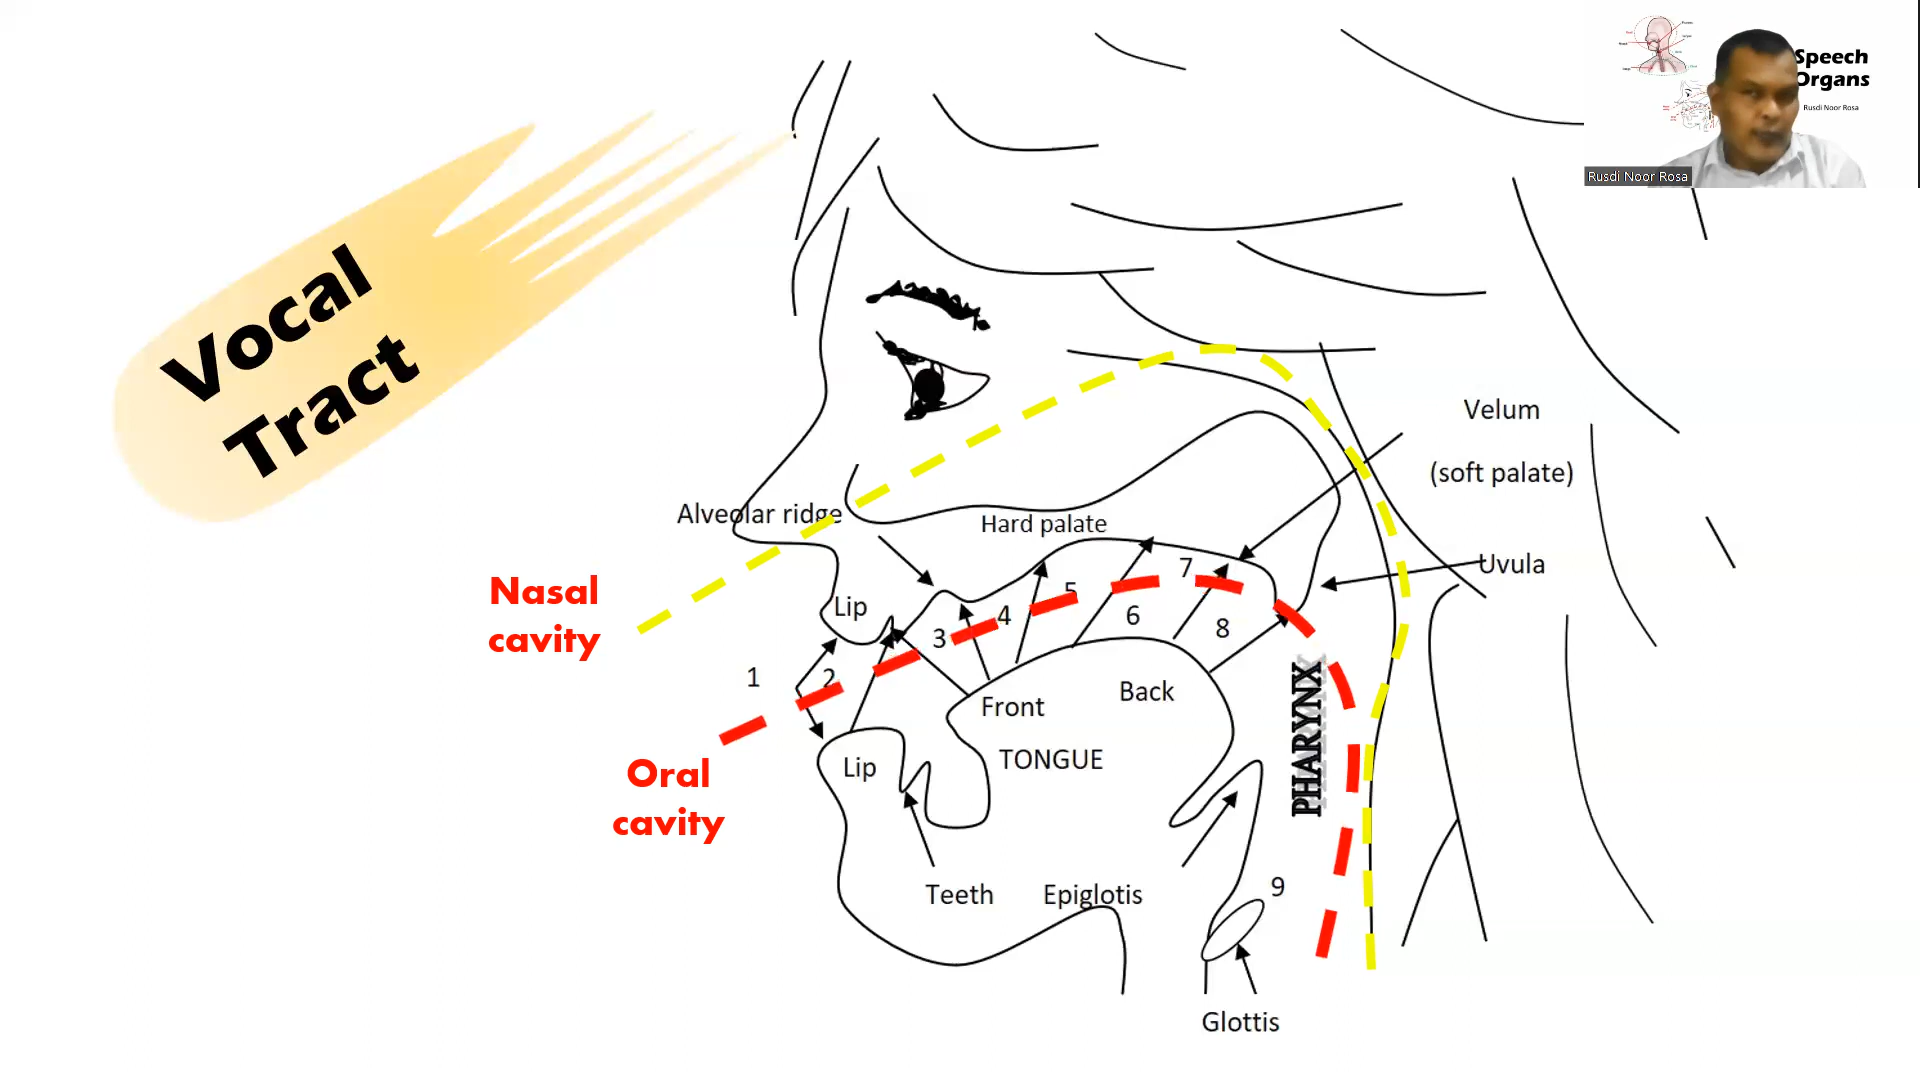 Vocal
Tract
Speech
Organs
Rusdi Noor Rosa
Rusdi Noor Rosa
Velum
(soft palate)
Alveolar ridge
Hard palate
Uvula
Nasal
cavity
Lip
1
2
3
4
5
6
7
8
Front
Back
TONGUE
PHARYNX
Oral
cavity
Lip
Teeth
Epiglotis
9
Glottis